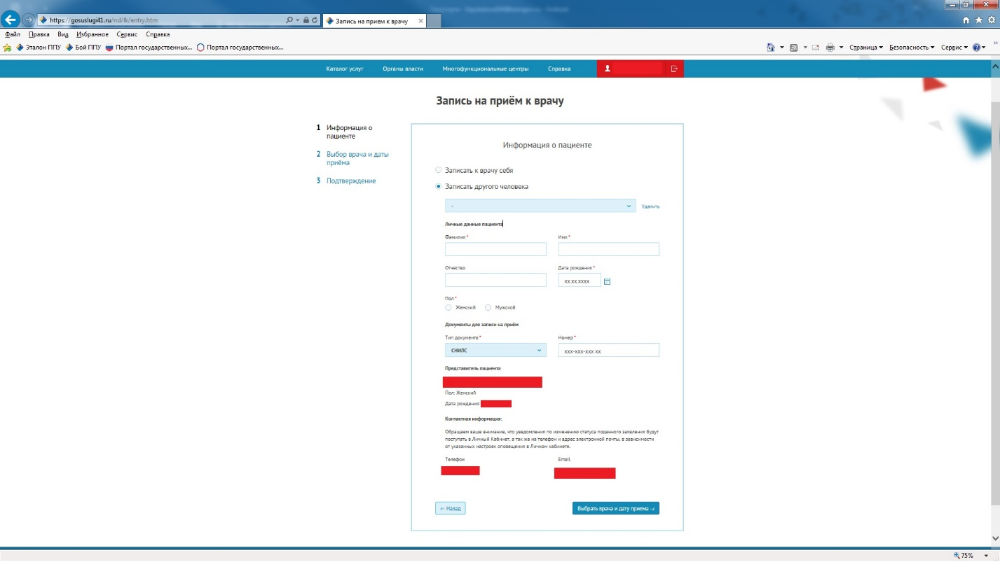 https://gosuslugi41.ru/nd/lk/entry.htm
Запись на прием к врачу
Файл Правка Вид Избранное Сервис Справка
Эталон ППУ Бой ППУ Портал государственных... Портал государственных...
Страница Безопасность Сервис
Каталог услуг Органы власти Многофункциональные центры Справка
Запись на приём к врачу
1 Информация о
пациенте
2 Выбор врача и даты
приёма
3 Подтверждение
Информация о пациенте
Записать к врачу себя
Записать другого человека
- Удалить
Личные данные пациента
Фамилия * Имя *
Отчество Дата рождения *
xx.xx.xxxx
Пол *
Женский Мужской
Документы для записи на приём
Тип документа * Номер *
СНИЛС xxx-xxx-xxx xx
Представитель пациента
Пол: Женский
Дата рождения:
Контактная информация:
Обращаем ваше внимание, что уведомления по изменению статуса поданного заявления будут
поступать в Личный Кабинет, а так же на телефон и адрес электронной почты, в зависимости
от указанных настроек оповещения в Личном кабинете.
Телефон Email
← Назад Выбрать врача и дату приема →
75%